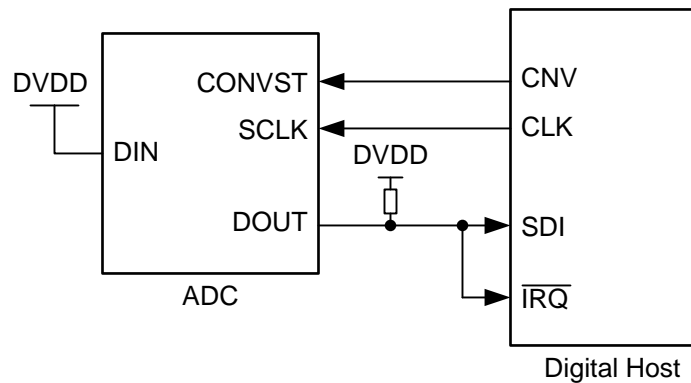 DVDD
DIN
CONVST
SCLK
DOUT
ADC
DVDD
CNV
CLK
SDI
IRQ
Digital Host